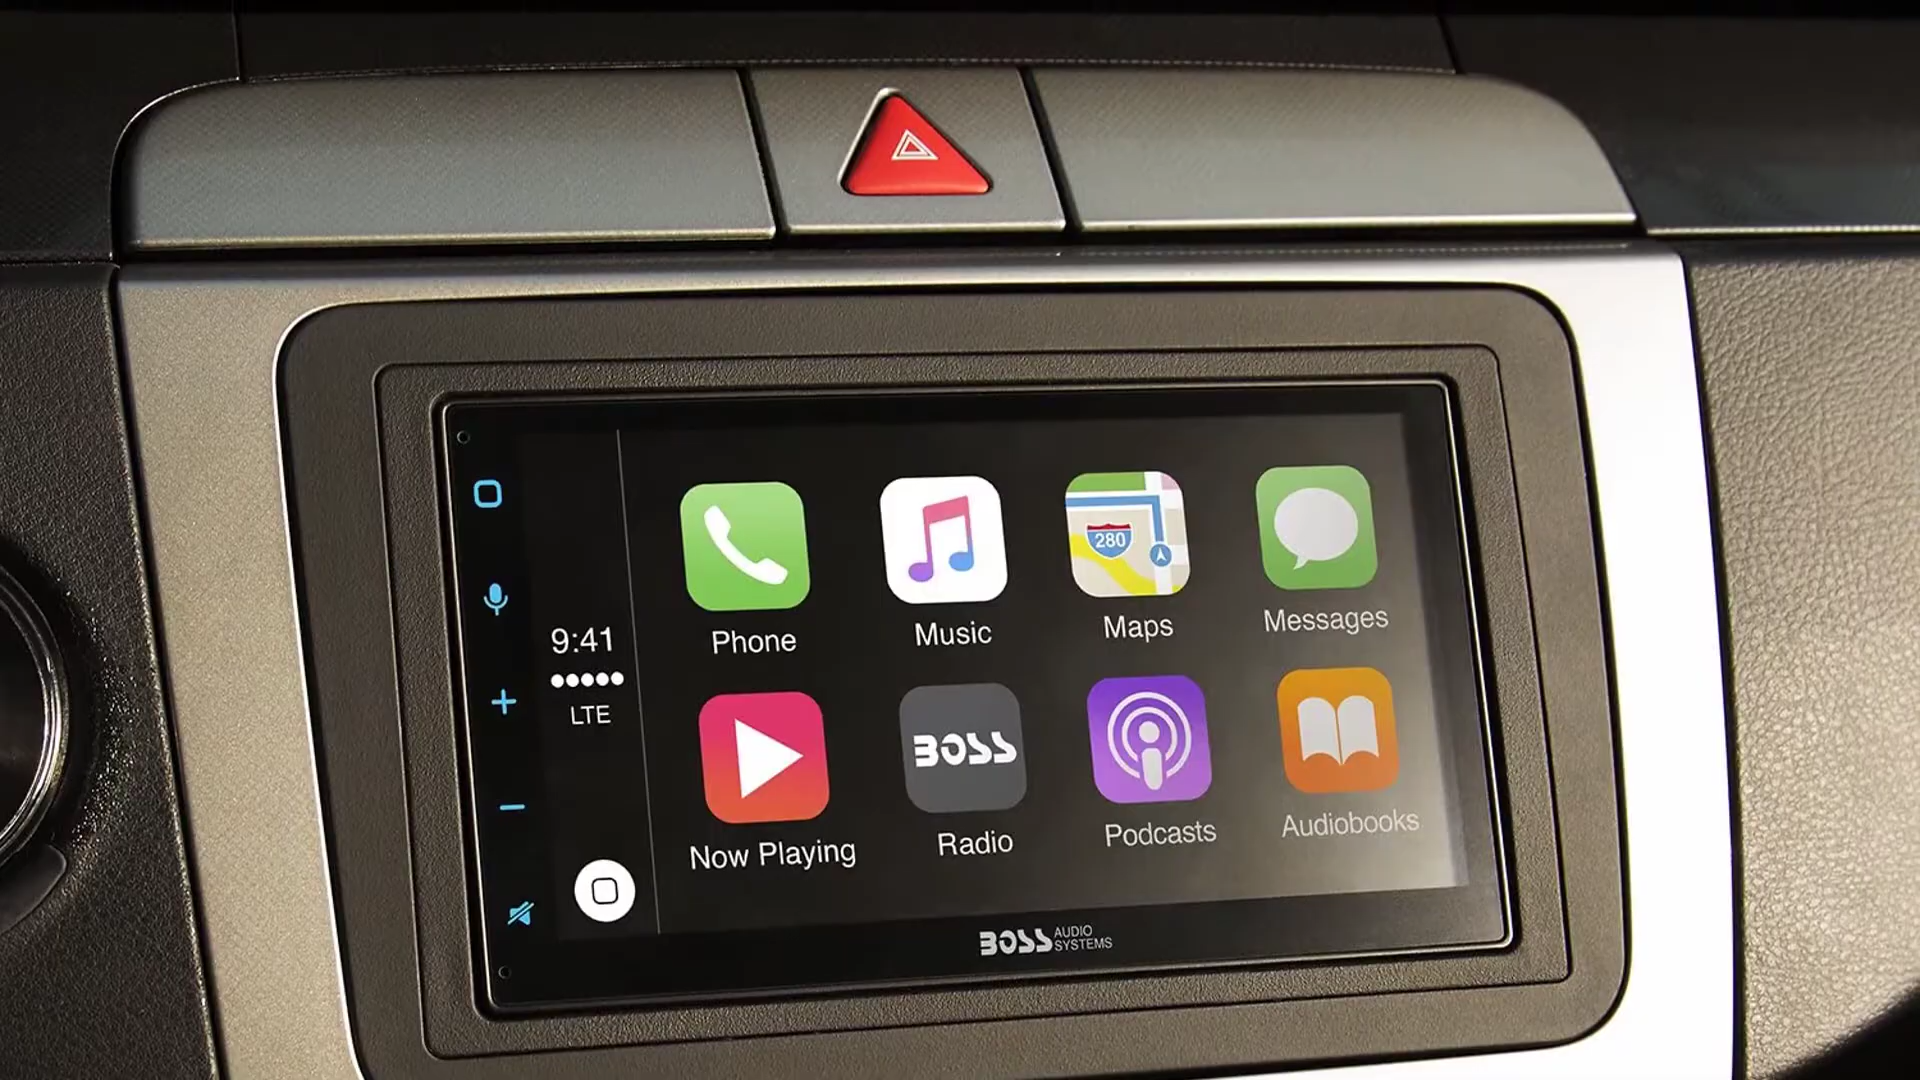 280
Phone
Music
Maps
Messages
9:41
LTE
BOSS
Now Playing
Radio
Podcasts
Audiobooks
BOSS AUDIO
SYSTEMS